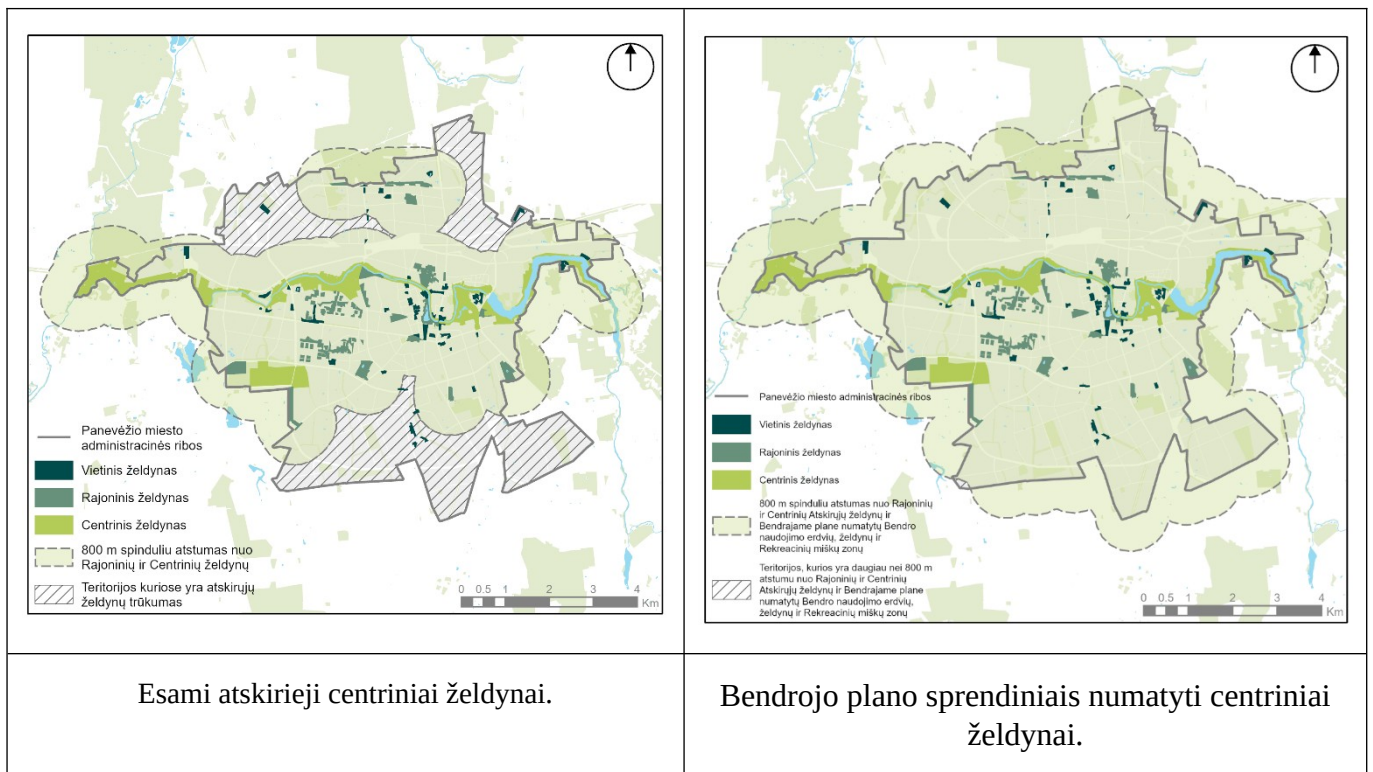 Panevėžio miesto
administracinės ribos
Vietinis želdynas
Rajoninis želdynas
Centrinis želdynas
800 m spinduliu atstumas nuo
Rajoninių ir Centrinių želdynų
Teritorijos kuriose yra atskirųjų
želdynų trūkumas
0 0.5 1 2 3 4
Km
Panevėžio miesto administracinės ribos
Vietinis želdynas
Rajoninis želdynas
Centrinis želdynas
800 m spinduliu atstumas nuo Rajoninių
ir Centrinių Atskirųjų želdynų ir
Bendrajame plane numatytų Bendro
naudojimo erdvių, želdynų ir
Rekreacinių miškų zonų
Teritorijos, kurios yra daugiau nei 800 m
atstumu nuo Rajoninių ir Centrinių
Atskirųjų želdynų ir Bendrajame plane
numatytų Bendro naudojimo erdvių,
želdynų ir Rekreacinių miškų zonų
0 0.5 1 2 3 4
Km
Esami atskirieji centriniai želdynai.
Bendrojo plano sprendiniais numatyti centriniai
želdynai.